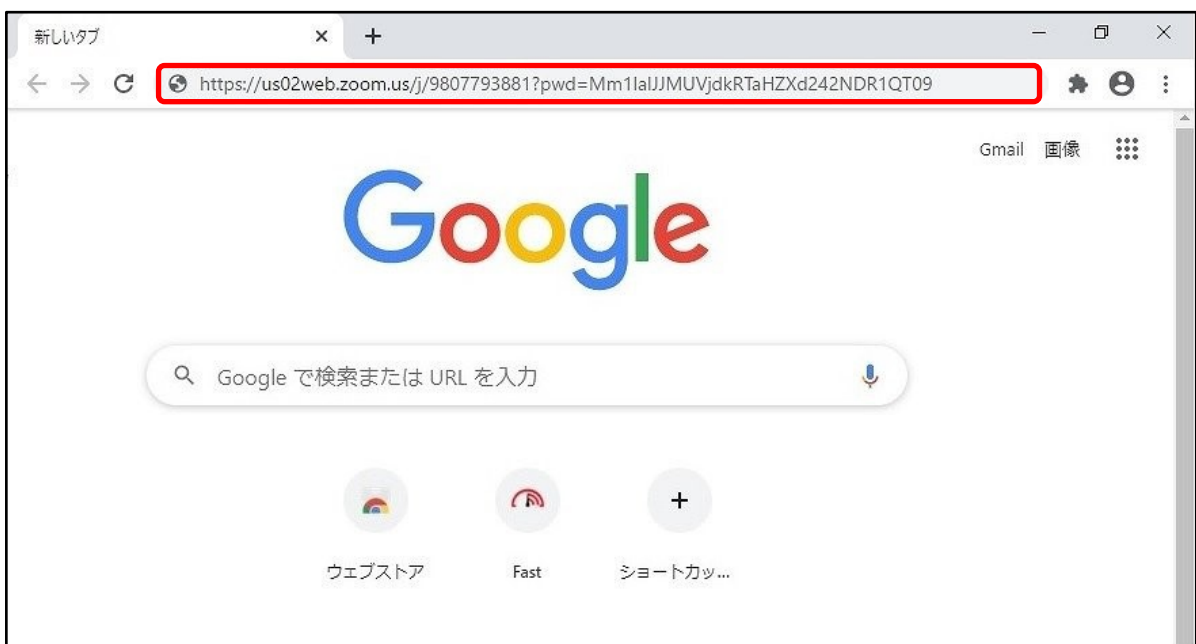 新しいタブ
https://us02web.zoom.us/j/9807793881?pwd=Mm1lalJJMUVjdkRTaHZXd242NDR1QT09
Gmail 画像
Google
Google で検索または URL を入力
ウェブストア Fast ショートカッ...